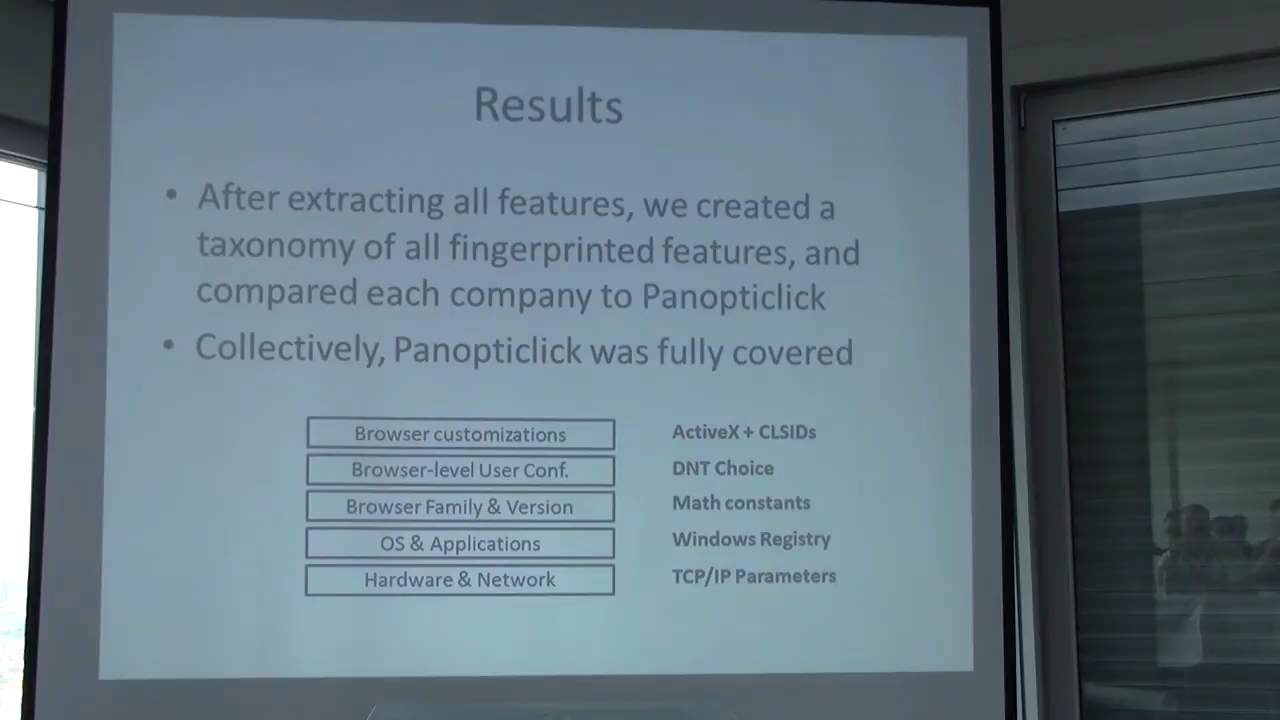 Results
• After extracting all features, we created a
taxonomy of all fingerprinted features, and
compared each company to Panopticlick
• Collectively, Panopticlick was fully covered
Browser customizations ActiveX + CLSIDs
Browser-level User Conf. DNT Choice
Browser Family & Version Math constants
OS & Applications Windows Registry
Hardware & Network TCP/IP Parameters